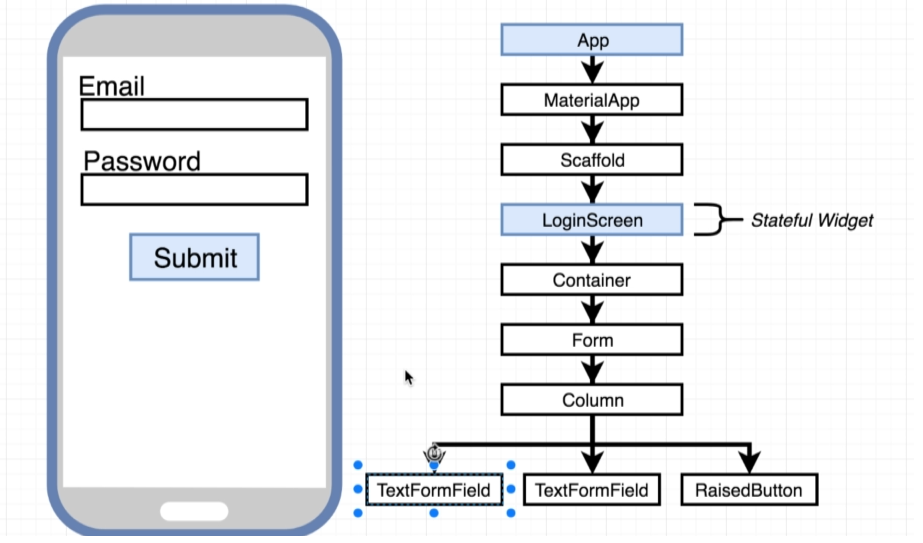 Email
Password
Submit
App
MaterialApp
Scaffold
LoginScreen
Stateful Widget
Container
Form
Column
TextFormField
TextFormField
RaisedButton